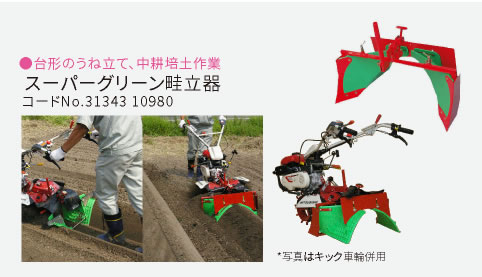 ●台形のうね立て、中耕培土作業
スーパーグリーン畦立器
コードNo.31343 10980
*写真はキック車輪併用